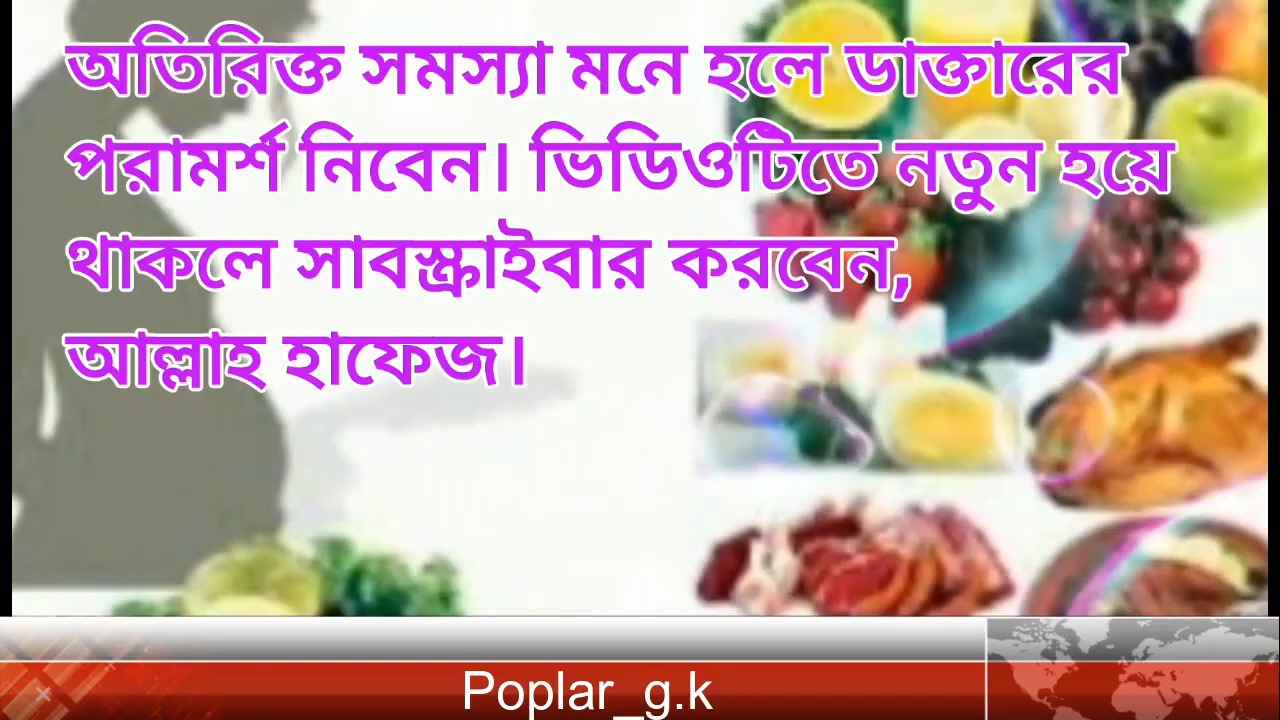 অতিরিক্ত সমস্যা মনে হলে ডাক্তারের
পরামর্শ নিবেন। ভিডিওটিতে নতুন হয়ে
থাকলে সাবস্ক্রাইবার করবেন,
আল্লাহ হাফেজ।
Poplar_g.k